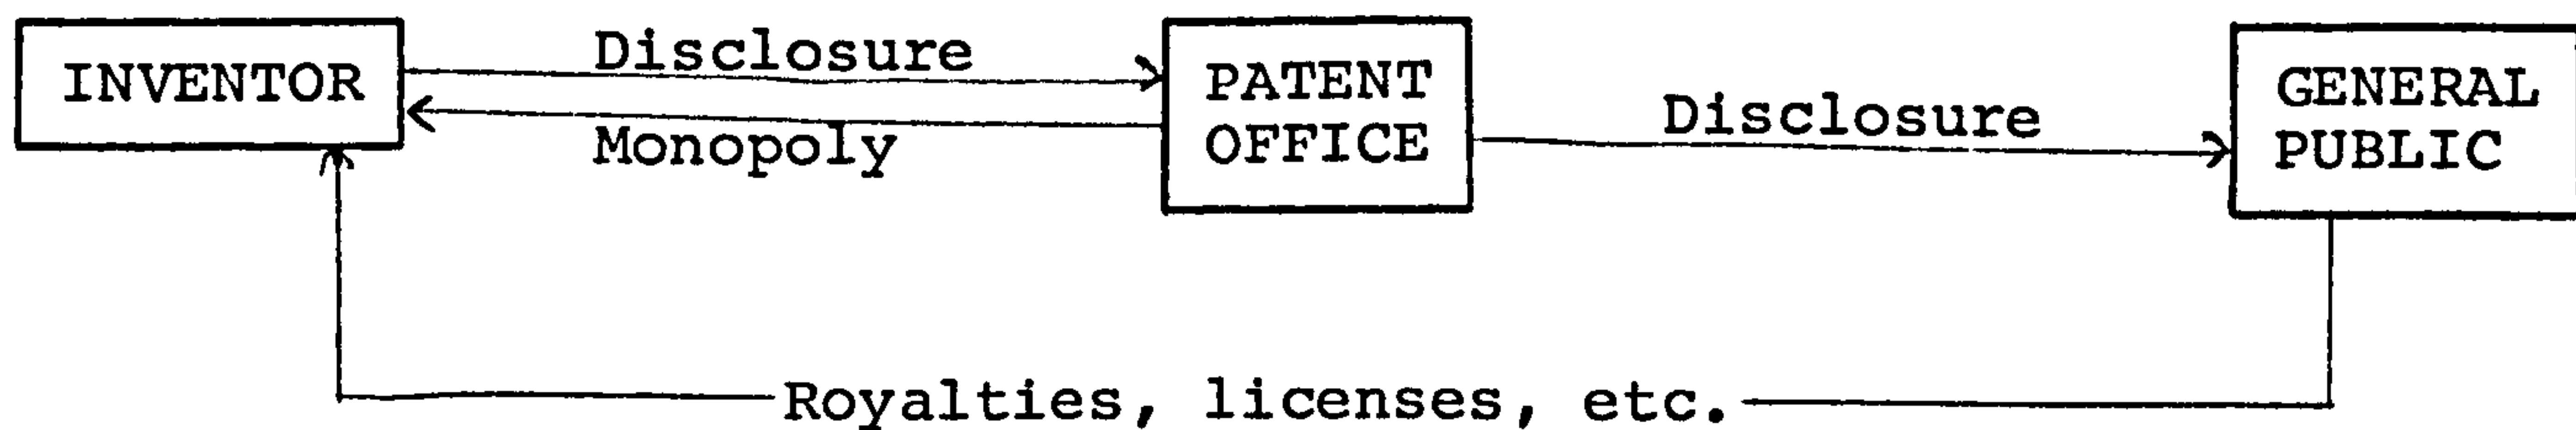 INVENTOR
Disclosure
Monopoly
PATENT
OFFICE
Disclosure
GENERAL
PUBLIC
Royalties, licenses, etc.